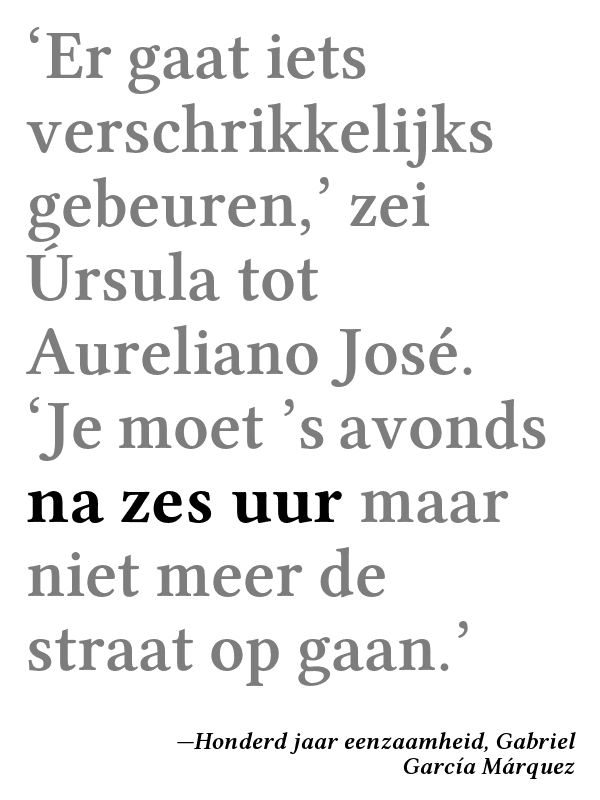 ‘Er gaat iets
verschrikkelijks
gebeuren,’ zei
Úrsula tot
Aureliano José.
‘Je moet ’s avonds
na zes uur maar
niet meer de
straat op gaan.’
—Honderd jaar eenzaamheid, Gabriel
García Márquez